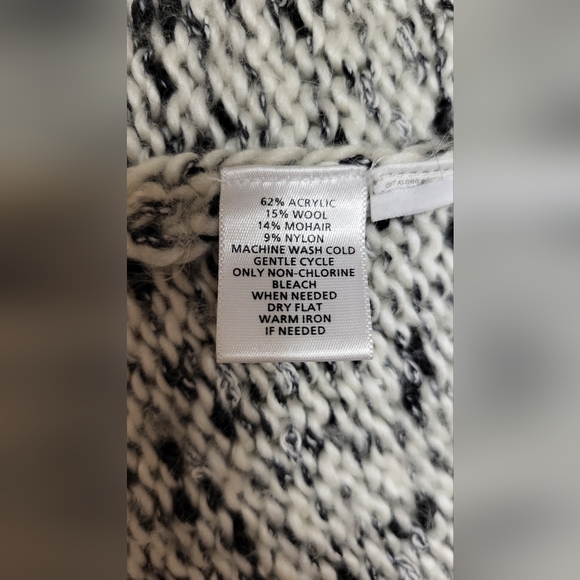 62% ACRYLIC
15% WOOL
14% MOHAIR
9% NYLON
MACHINE WASH COLD
GENTLE CYCLE
ONLY NON-CHLORINE
BLEACH
WHEN NEEDED
DRY FLAT
WARM IRON
IF NEEDED